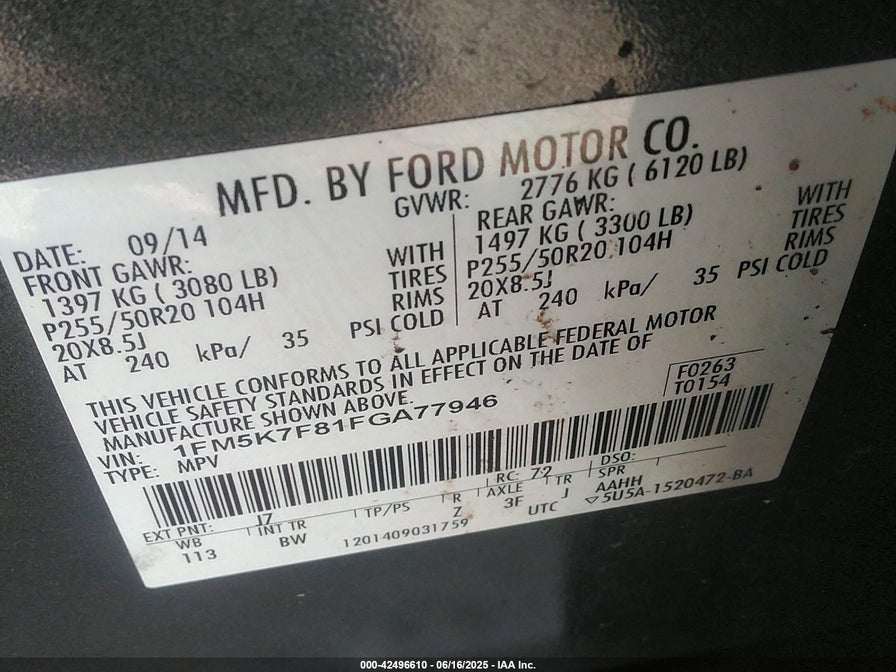 MFD. BY FORD MOTOR CO.
DATE: 09/14
GVWR: 2776 KG ( 6120 LB)
FRONT GAWR:
1397 KG ( 3080 LB) WITH
P255/50R20 104H TIRES
20X8.5J RIMS
AT 240 kPa/ 35 PSI COLD
REAR GAWR:
1497 KG ( 3300 LB) WITH
P255/50R20 104H TIRES
20X8.5J RIMS
AT 240 kPa/ 35 PSI COLD
THIS VEHICLE CONFORMS TO ALL APPLICABLE FEDERAL MOTOR
VEHICLE SAFETY STANDARDS IN EFFECT ON THE DATE OF
MANUFACTURE SHOWN ABOVE.
F0263
T0154
VIN: 1FM5K7F81FGA77946
TYPE: MPV
EXT PNT: J7 RC: 72 DSO:
WB INT TR TP/PS R AXLE TR SPR
113 BW Z 3F J AAHH
1201409031759 UTC ▽5U5A-1520472-BA
000-42496610 - 06/16/2025 - IAA Inc.